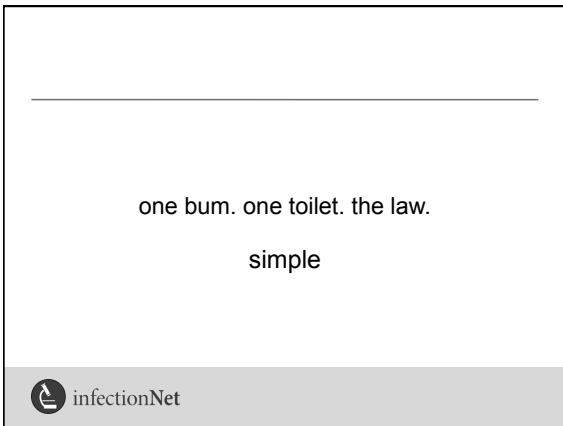 one bum. one toilet. the law.
simple
infectionNet